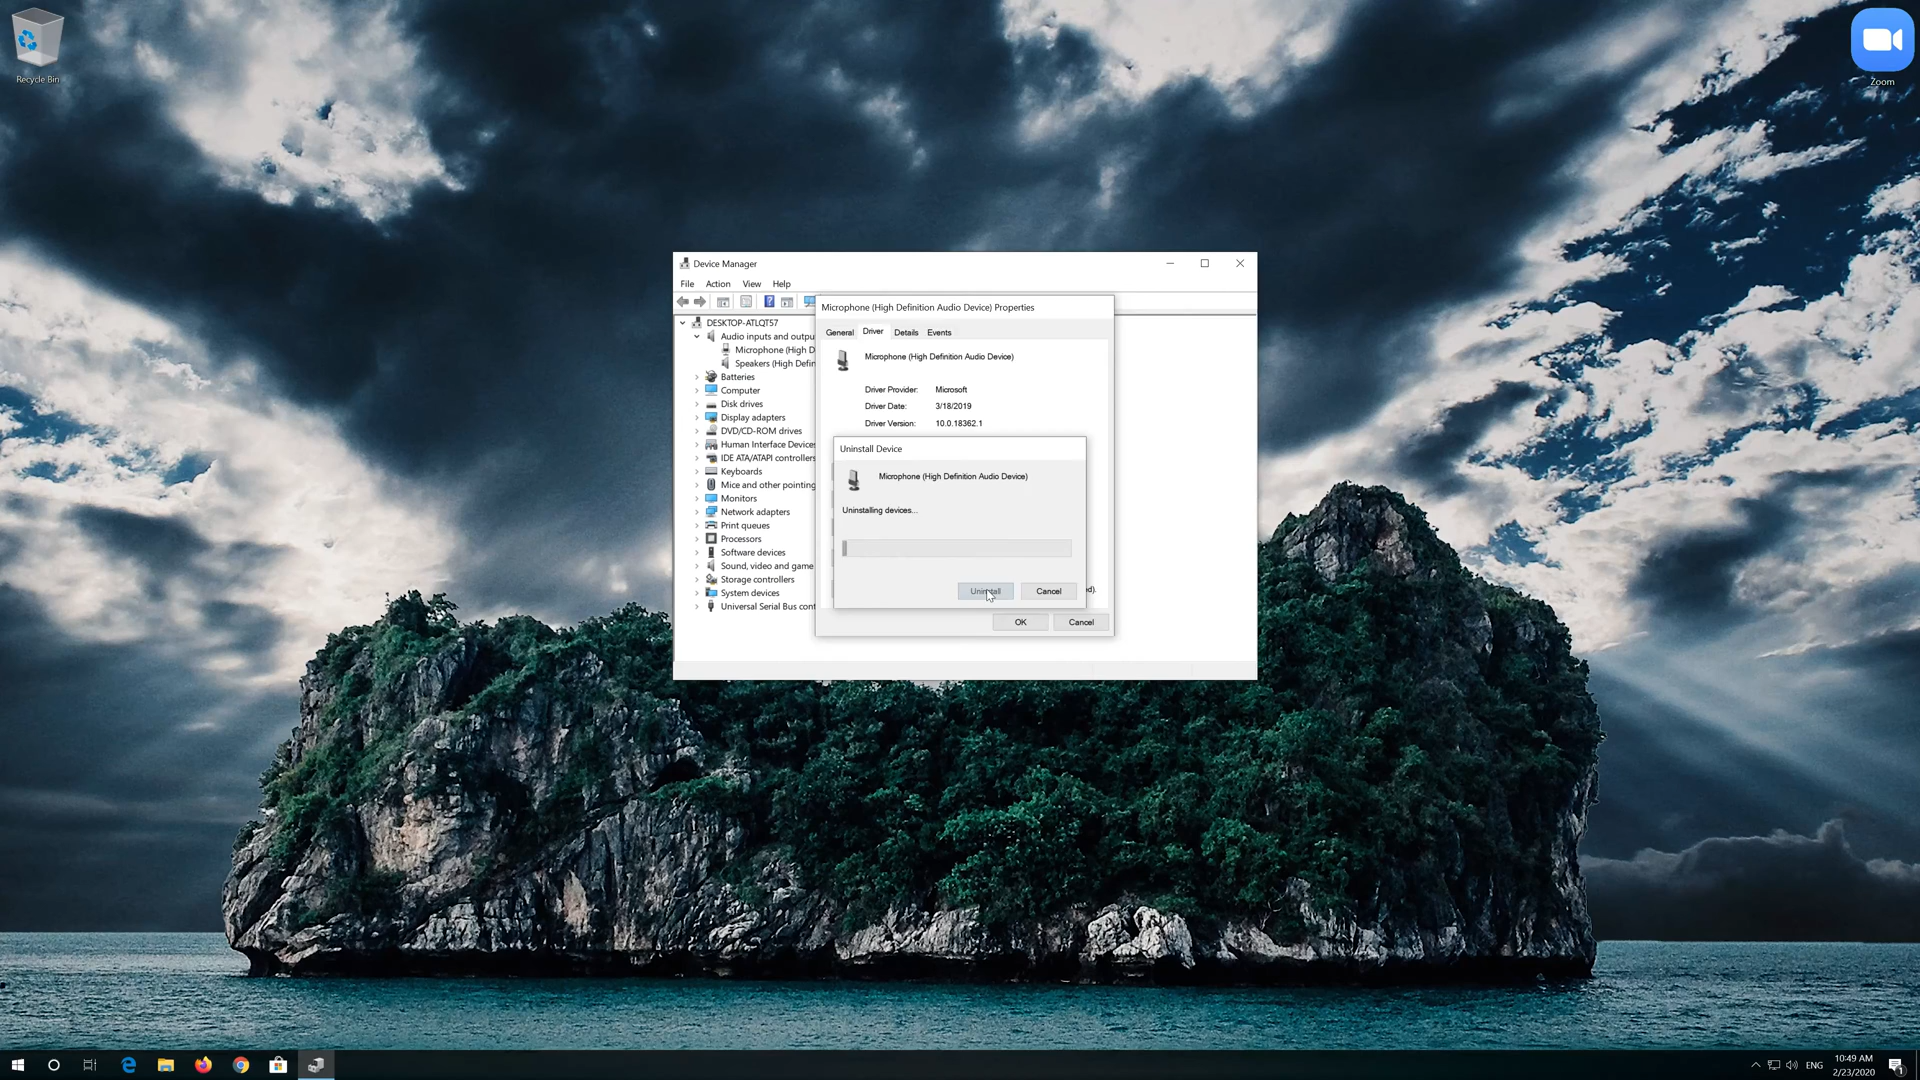 Recycle Bin
Zoom
Device Manager
File Action View Help
Microphone (High Definition Audio Device) Properties
General Driver Details Events
DESKTOP-ATLQT57
Audio inputs and outpu
Microphone (High D
Speakers (High Defin
Batteries
Computer
Disk drives
Display adapters
DVD/CD-ROM drives
Human Interface Devices
IDE ATA/ATAPI controllers
Keyboards
Mice and other pointing
Monitors
Network adapters
Print queues
Processors
Software devices
Sound, video and game
Storage controllers
System devices
Universal Serial Bus cont
Microphone (High Definition Audio Device)
Driver Provider: Microsoft
Driver Date: 3/18/2019
Driver Version: 10.0.18362.1
Uninstall Device
Microphone (High Definition Audio Device)
Uninstalling devices...
Uninstall Cancel
ed).
OK Cancel
ENG
10:49 AM
2/23/2020
1